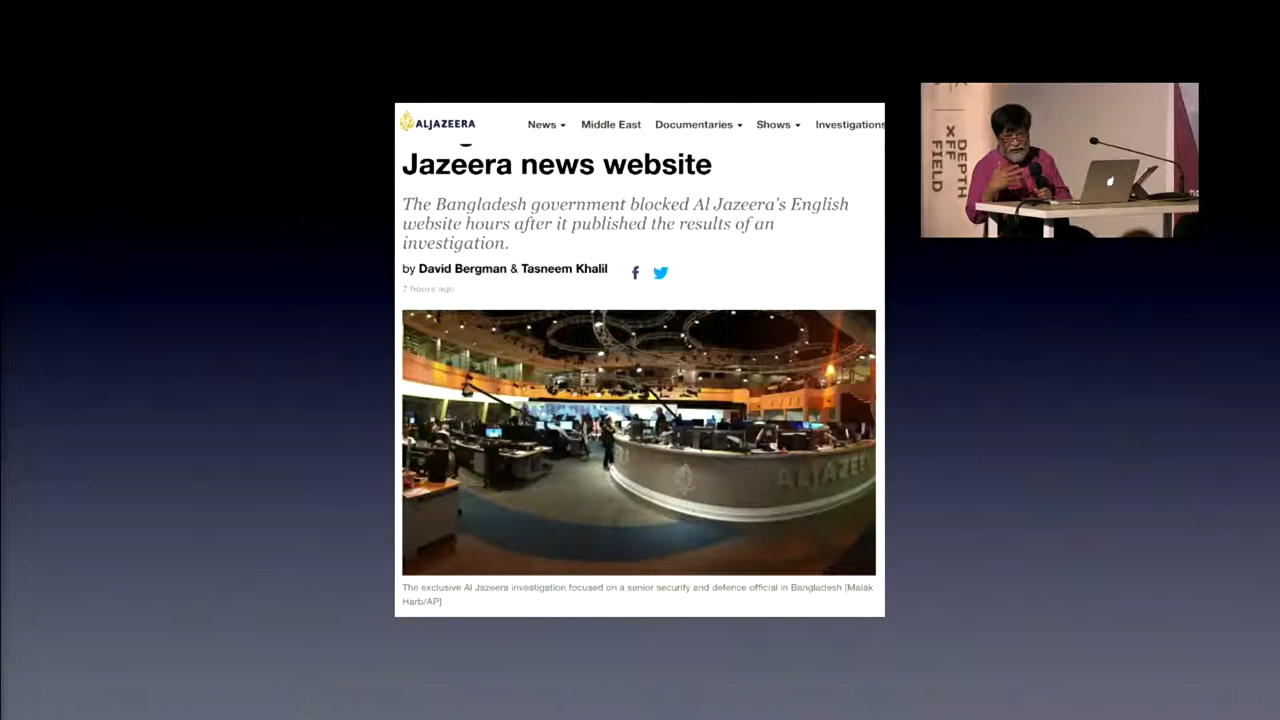 ALJAZEERA
News
Middle East
Documentaries
Shows
Investigations
Jazeera news website
The Bangladesh government blocked Al Jazeera's English
website hours after it published the results of an
investigation.
by David Bergman & Tasneem Khalil
7 hours ago
ALJAZEER
The exclusive Al Jazeera investigation focused on a senior security and defence official in Bangladesh [Malak
Harb/AP]
DEPTH
XFF
FIELD